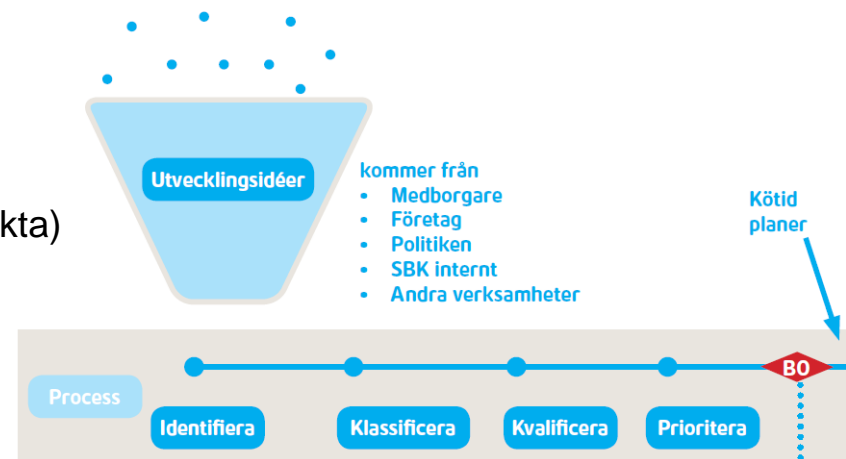 Utvecklingsidéer
kommer från
• Medborgare
• Företag
• Politiken
• SBK internt
• Andra verksamheter
kta)
Kötid
planer
Process
BO
Identifiera
Klassificera
Kvalificera
Prioritera